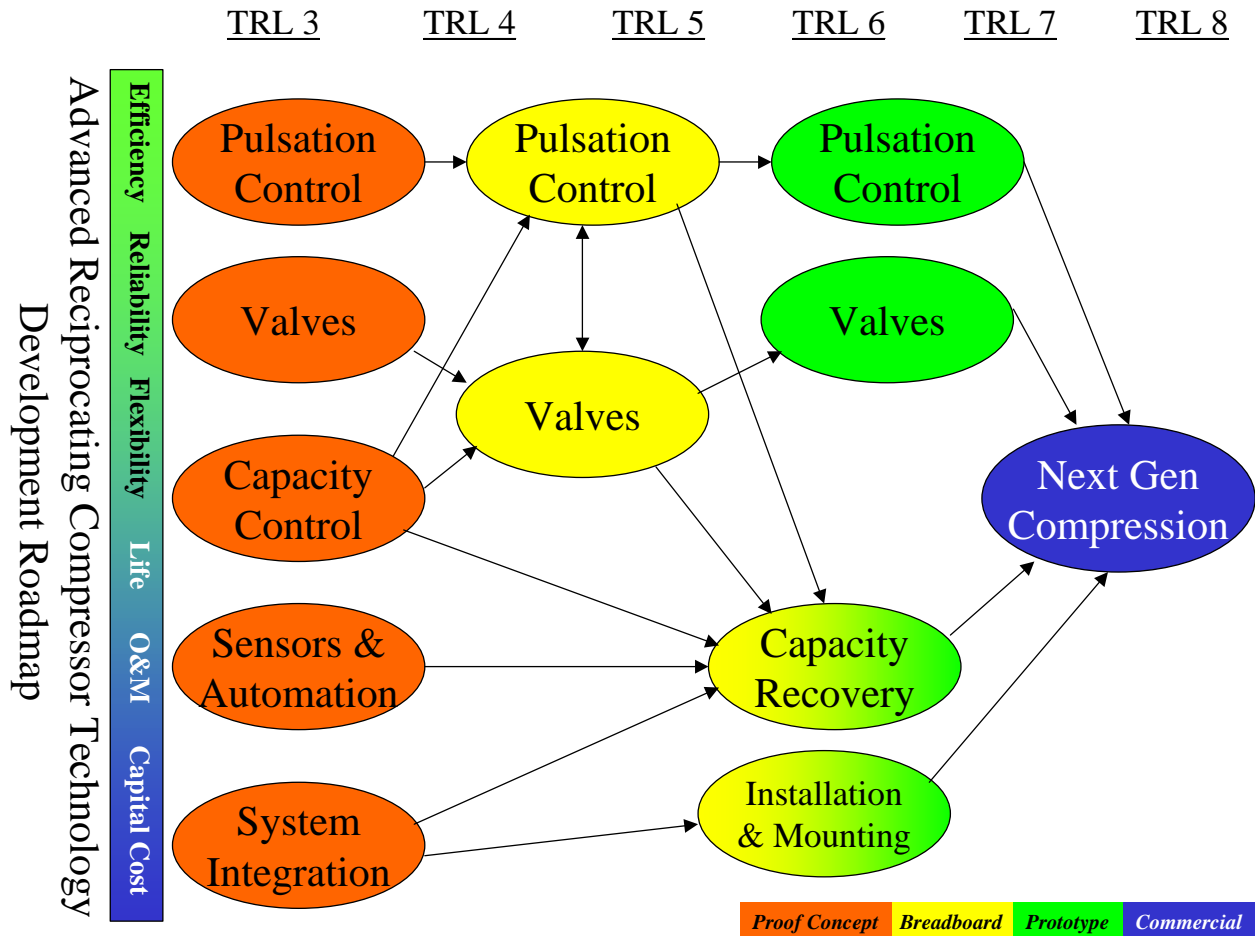 TRL 3 TRL 4 TRL 5 TRL 6 TRL 7 TRL 8
Advanced Reciprocating Compressor Technology
Development Roadmap
Efficiency Reliability Flexibility Life O&M Capital Cost
Pulsation
Control
Pulsation
Control
Pulsation
Control
Valves
Valves
Valves
Capacity
Control
Next Gen
Compression
Sensors &
Automation
Capacity
Recovery
System
Integration
Installation
& Mounting
Proof Concept Breadboard Prototype Commercial